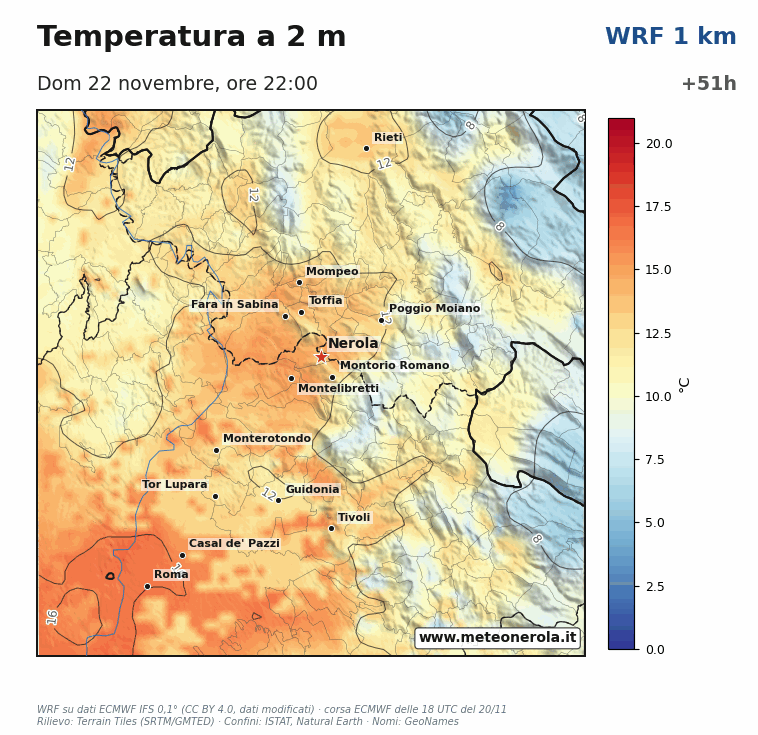 Temperatura a 2 m
WRF 1 km
Dom 22 novembre, ore 22:00
+51h
8
8
12
Rieti
12
12
8
Mompeo
Fara in Sabina
Toffia
Poggio Moiano
12
Nerola
Montorio Romano
Montelibretti
Monterotondo
Tor Lupara
12
Guidonia
Tivoli
8
Casal de' Pazzi
Roma
16
www.meteonerola.it
20.0
17.5
15.0
12.5
10.0
7.5
5.0
2.5
0.0
°C
WRF su dati ECMWF IFS 0,1° (CC BY 4.0, dati modificati) · corsa ECMWF delle 18 UTC del 20/11
Rilievo: Terrain Tiles (SRTM/GMTED) · Confini: ISTAT, Natural Earth · Nomi: GeoNames